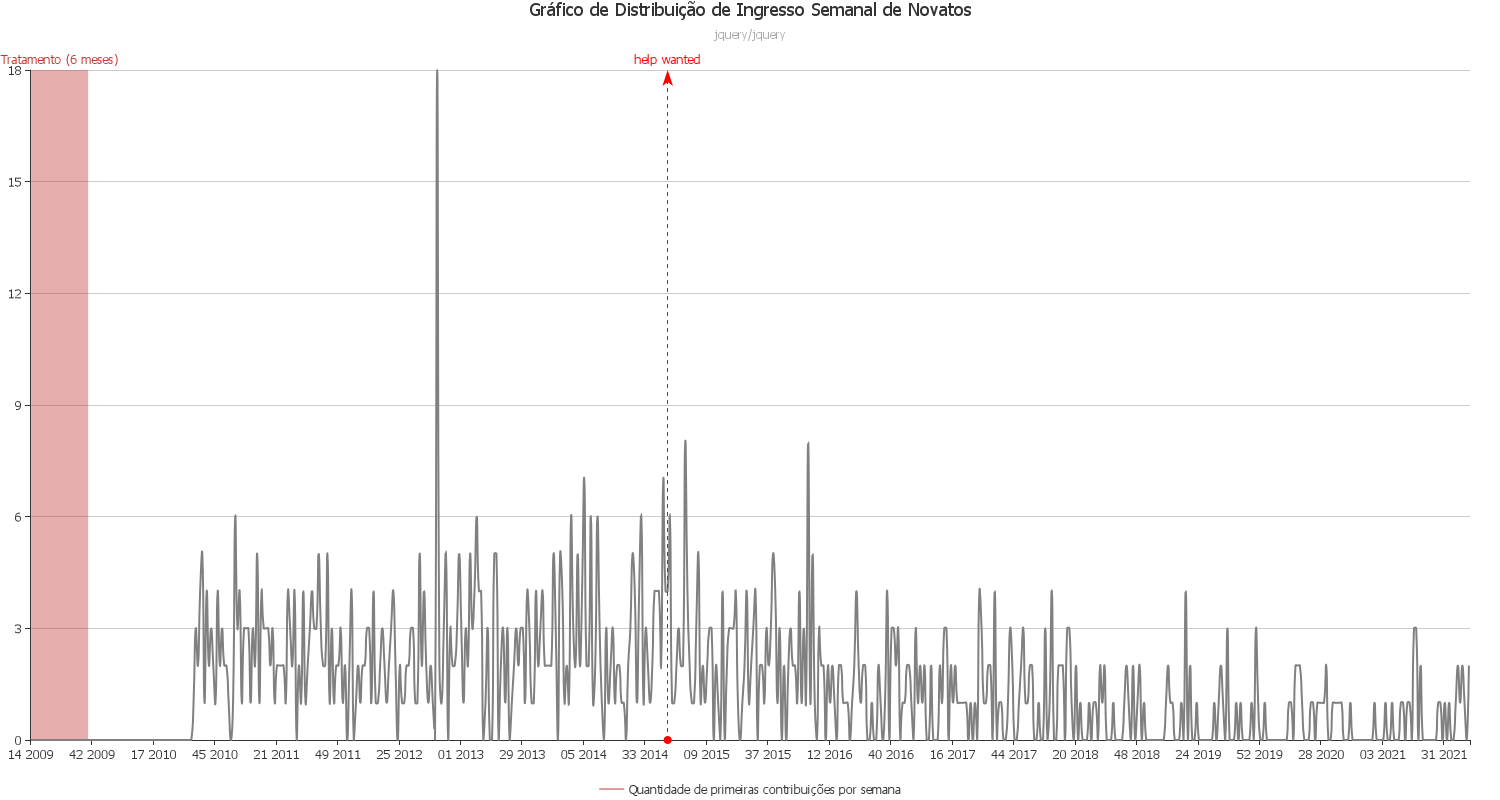 Gráfico de Distribuição de Ingresso Semanal de Novatos
jquery/jquery
Tratamento (6 meses)
help wanted
18
15
12
9
6
3
0
14 2009 42 2009 17 2010 45 2010 21 2011 49 2011 25 2012 01 2013 29 2013 05 2014 33 2014 09 2015 37 2015 12 2016 40 2016 16 2017 44 2017 20 2018 48 2018 24 2019 52 2019 28 2020 03 2021 31 2021
Quantidade de primeiras contribuições por semana